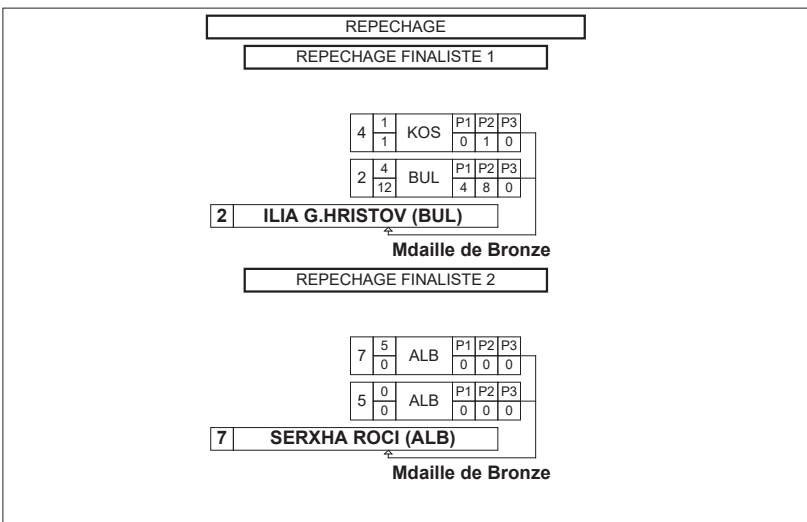 REPECHAGE
REPECHAGE FINALISTE 1
4 1 KOS P1 P2 P3
1 0 1 0
2 4 BUL P1 P2 P3
12 4 8 0
2 ILIA G.HRISTOV (BUL)
Mdaille de Bronze
REPECHAGE FINALISTE 2
7 5 ALB P1 P2 P3
0 0 0 0
5 0 ALB P1 P2 P3
0 0 0 0
7 SERXHA ROCI (ALB)
Mdaille de Bronze